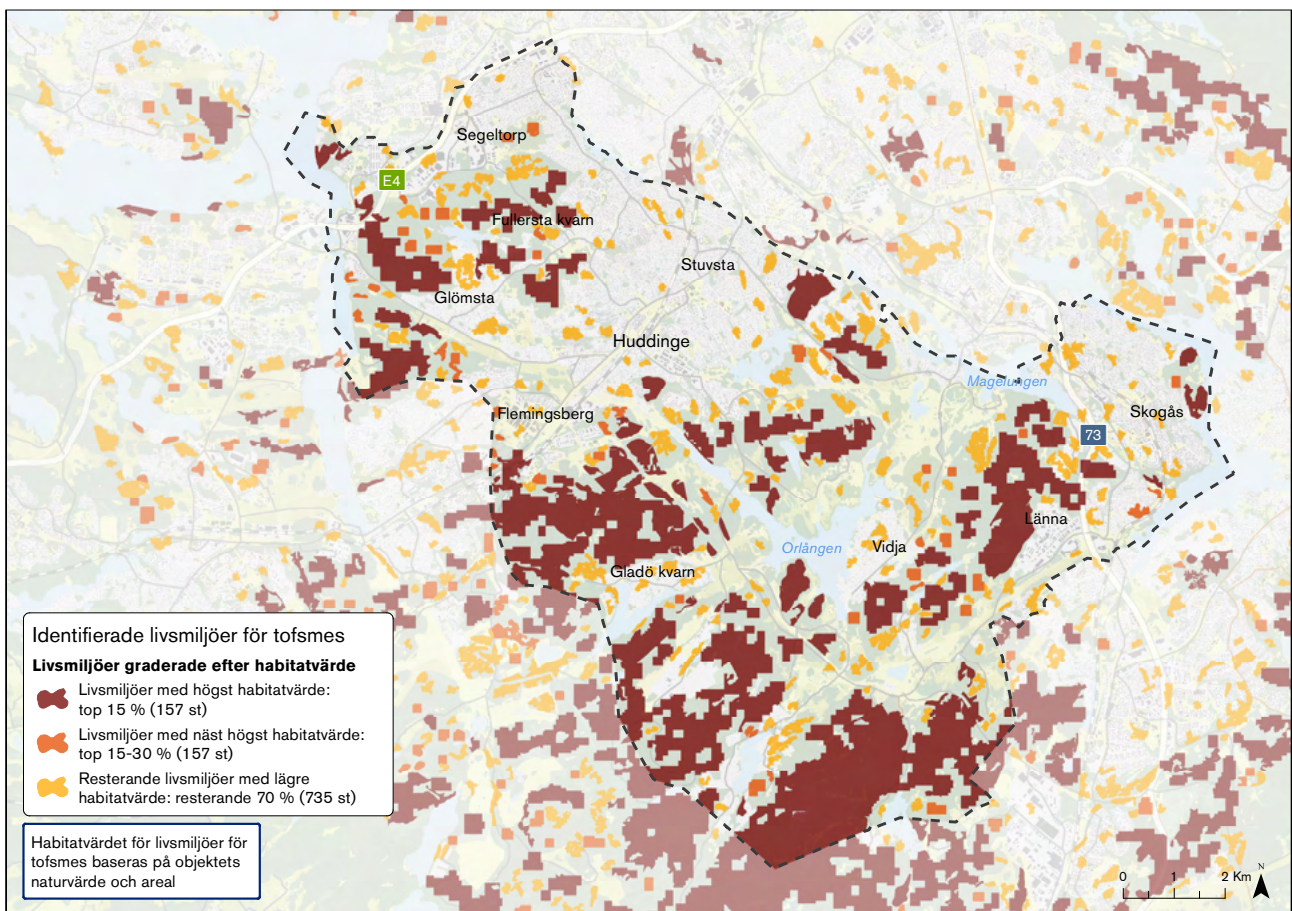 Segeltorp
E4
Fullersta kvarn
Stuvsta
Glömsta
Huddinge
Magelungen
Flemingsberg
Skogås
73
Länna
Orlången
Vidja
Gladö kvarn
Identifierade livsmiljöer för tofsmes
Livsmiljöer graderade efter habitatvärde
Livsmiljöer med högst habitatvärde:
top 15 % (157 st)
Livsmiljöer med näst högst habitatvärde:
top 15-30 % (157 st)
Resterande livsmiljöer med lägre
habitatvärde: resterande 70 % (735 st)
Habitatvärdet för livsmiljöer för
tofsmes baseras på objektets
naturvärde och areal
0 1 2 Km
N